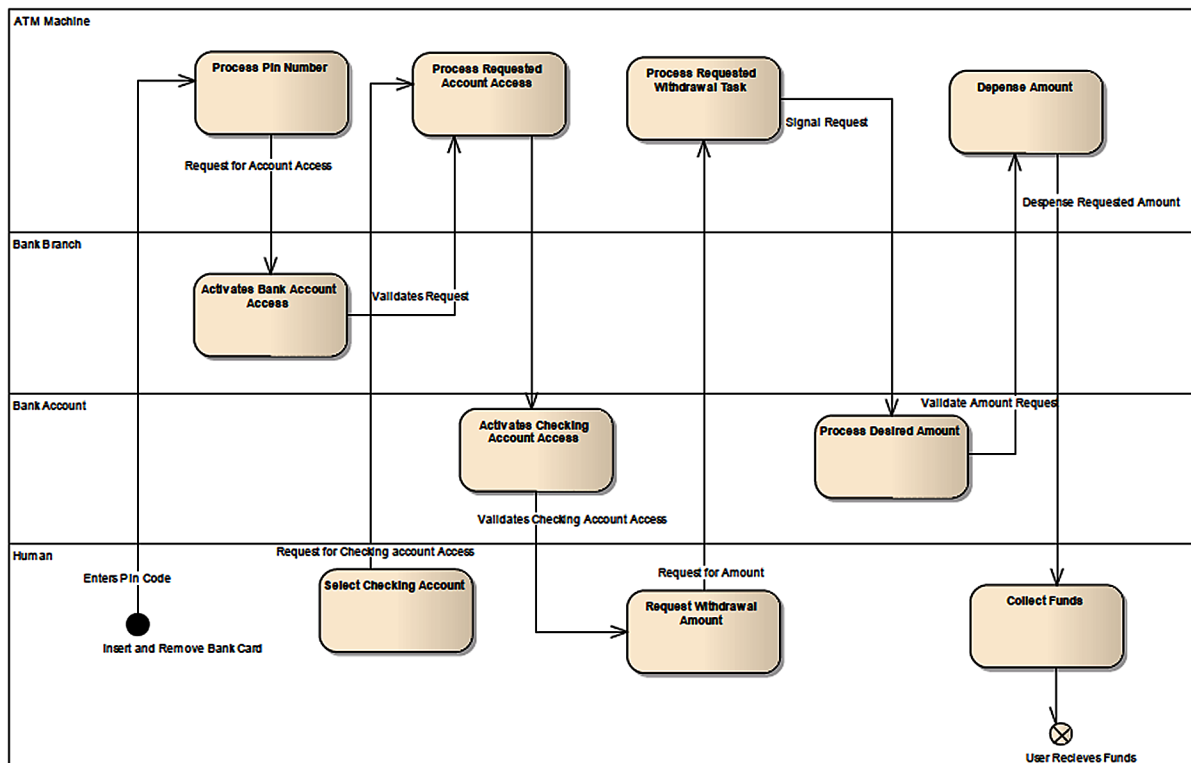 ATM Machine
Process Pin Number
Process Requested
Account Access
Process Requested
Withdrawal Task
Depense Amount
Signal Request
Request for Account Access
Despense Requested Amount
Bank Branch
Activates Bank Account
Access
Validates Request
Bank Account
Validate Amount Request
Activates Checking
Account Access
Process Desired Amount
Validates Checking Account Access
Human
Request for Checking account Access
Enters Pin Code
Select Checking Account
Request for Amount
Request Withdrawal
Amount
Collect Funds
Insert and Remove Bank Card
User Recieves Funds